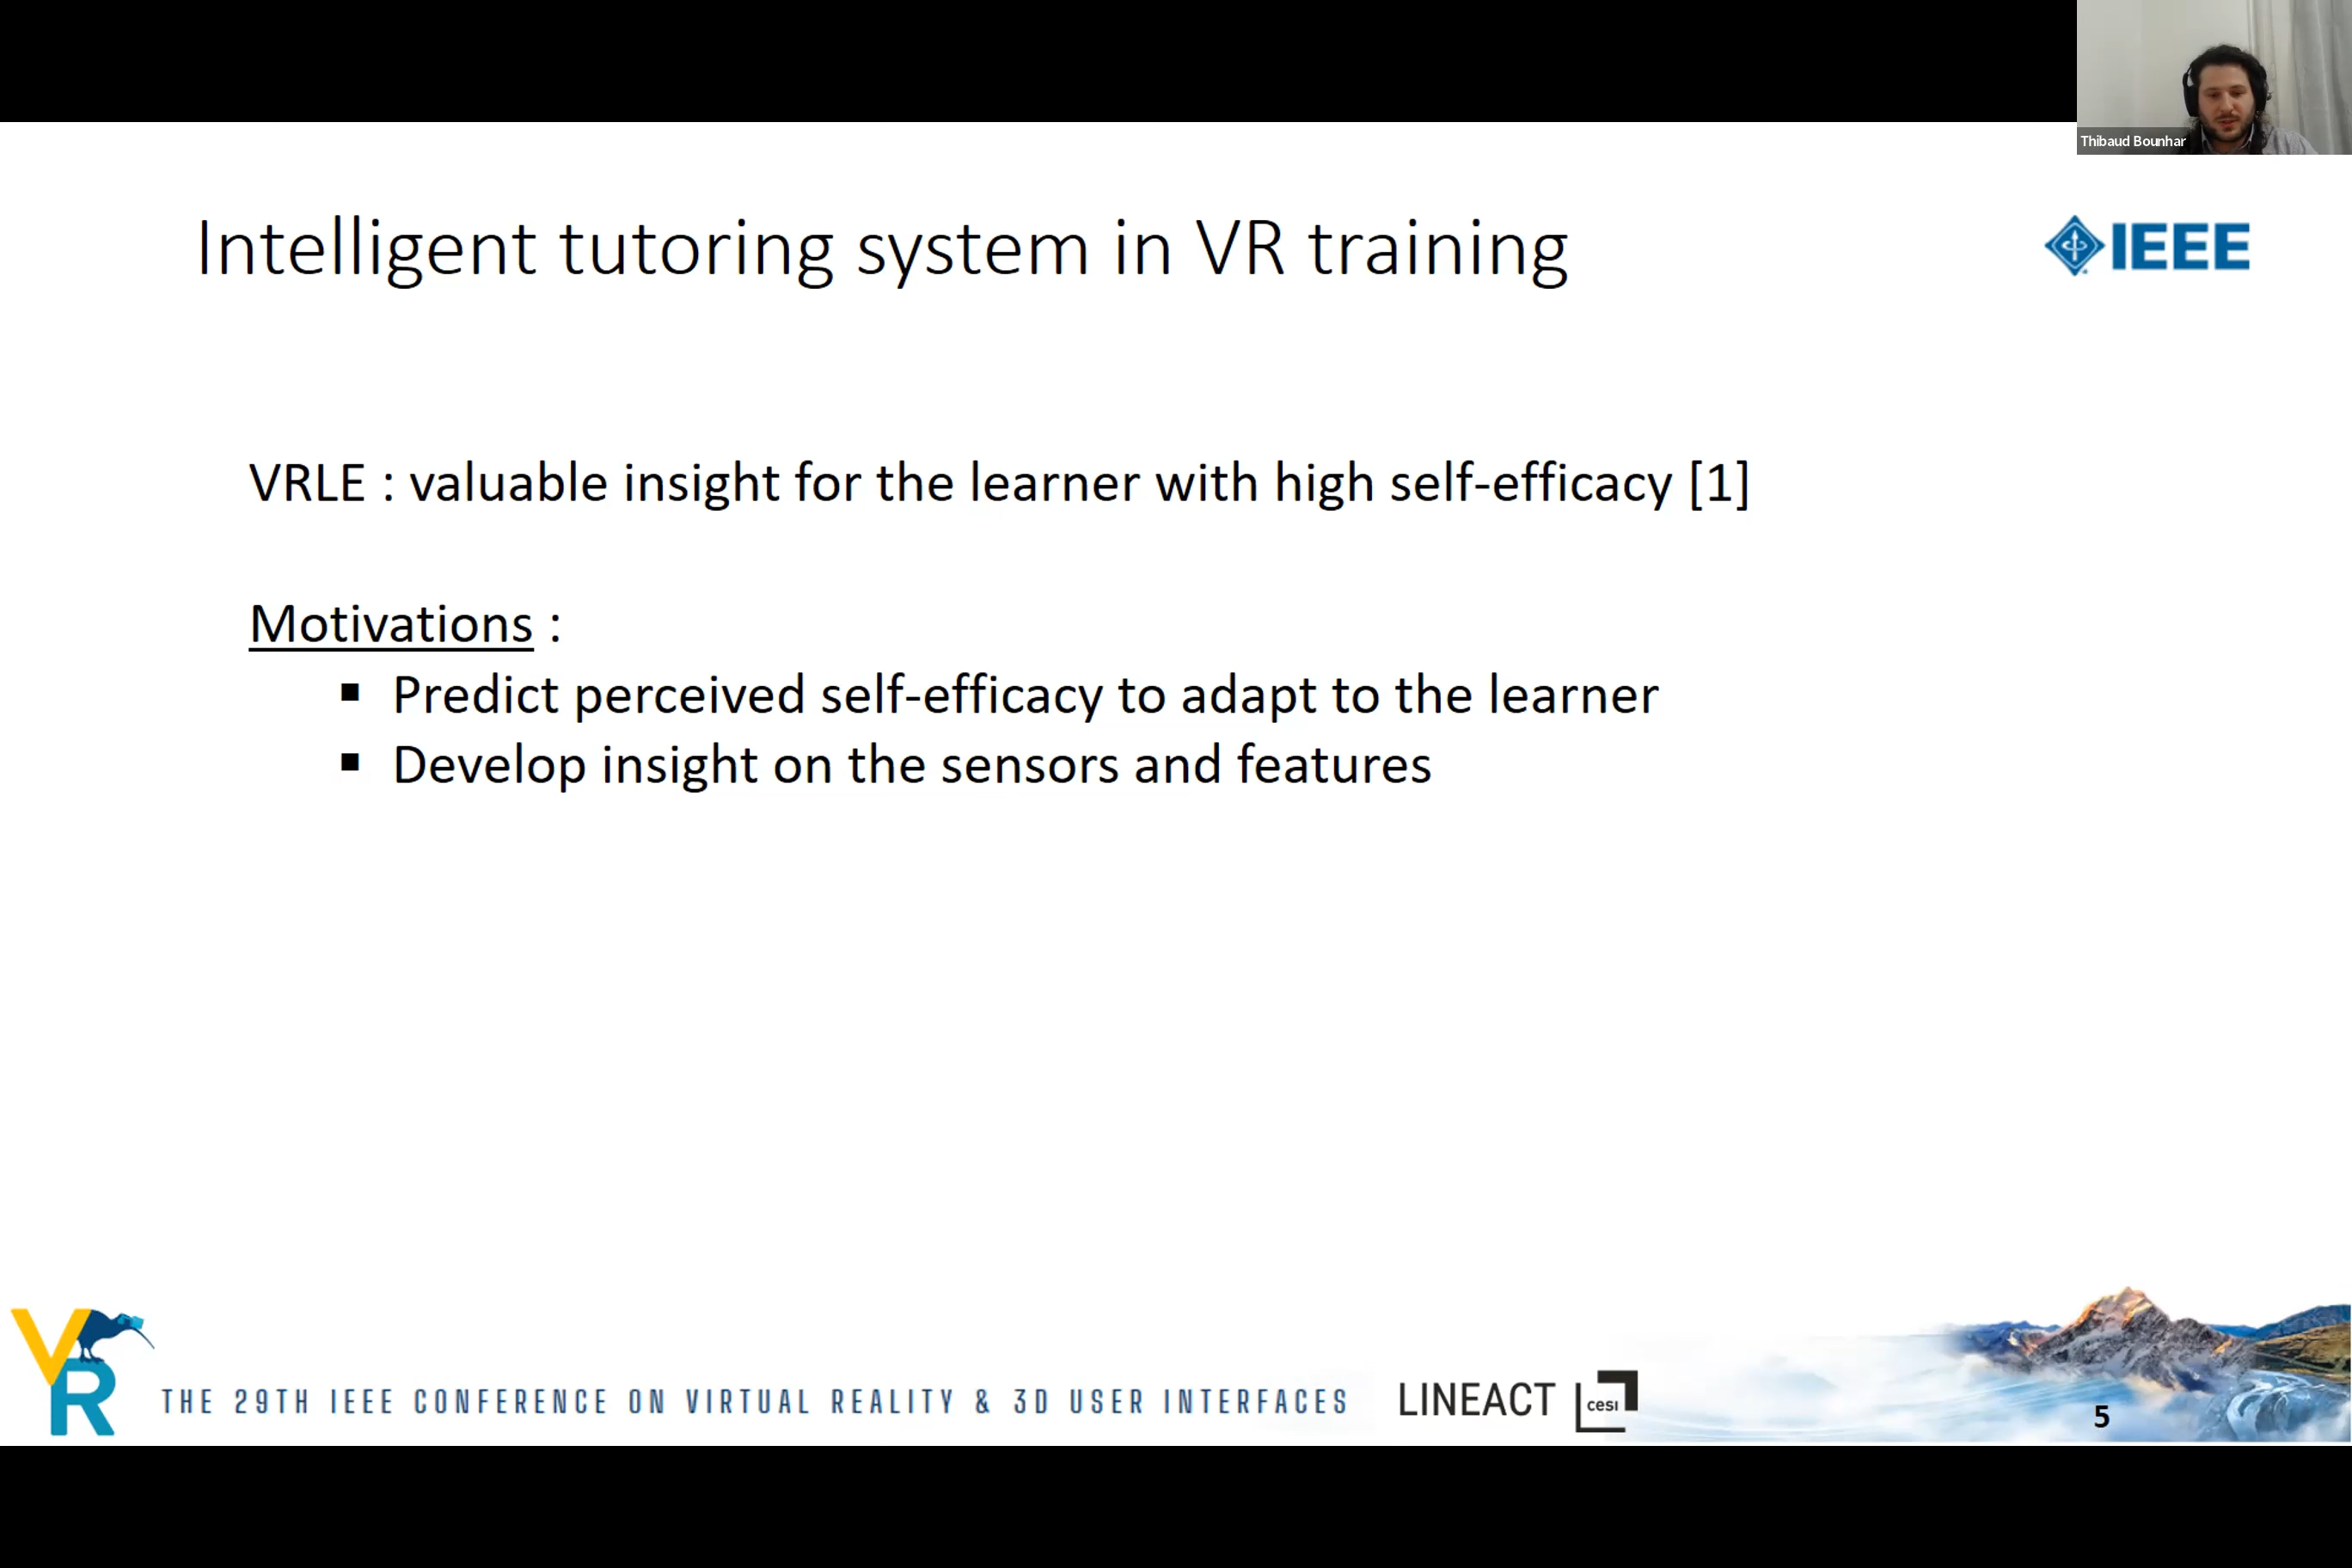 Thibaud Bounhar
Intelligent tutoring system in VR training
IEEE
VRLE : valuable insight for the learner with high self-efficacy [1]
Motivations :
▪ Predict perceived self-efficacy to adapt to the learner
▪ Develop insight on the sensors and features
VR
THE 29TH IEEE CONFERENCE ON VIRTUAL REALITY & 3D USER INTERFACES
LINEACT
cesi
5